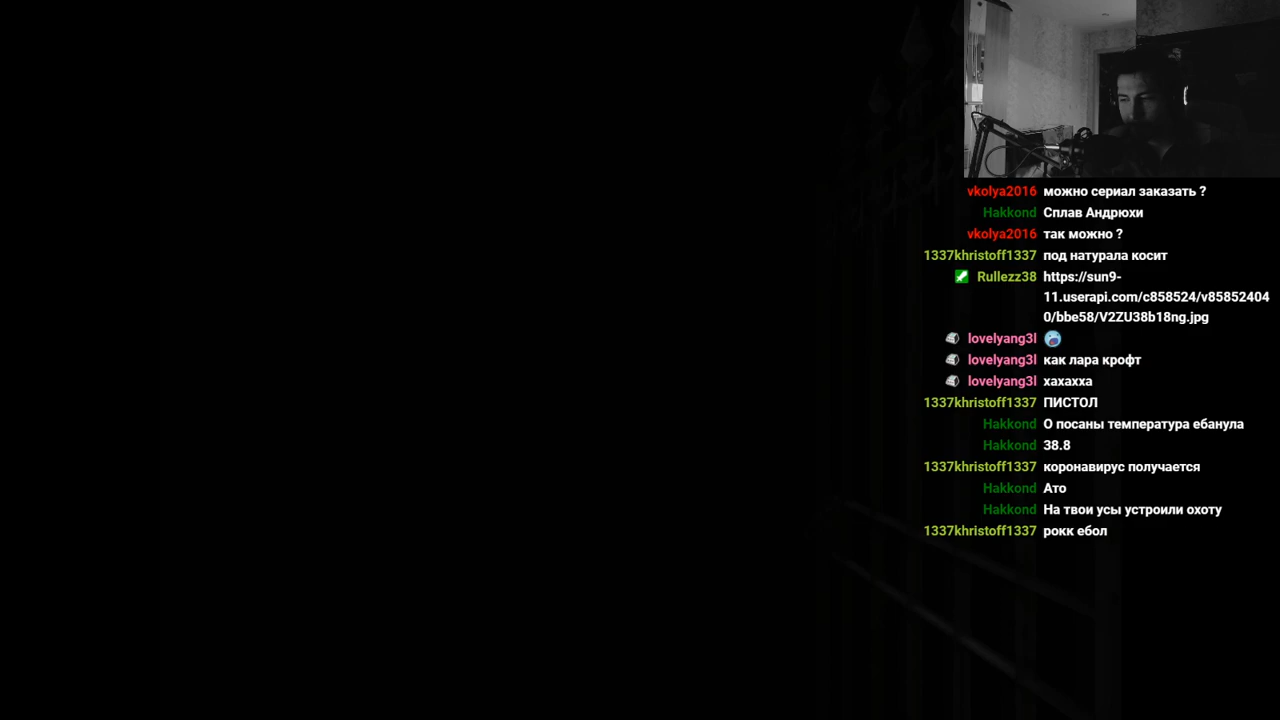 vkolya2016 можно сериал заказать ?
Hakkond Сплав Андрюхи
vkolya2016 так можно ?
1337khristoff1337 под натурала косит
Rullezz38 https://sun9-
11.userapi.com/c858524/v85852404
0/bbe58/V2ZU38b18ng.jpg
lovelyang3l
lovelyang3l как лара крофт
lovelyang3l хахахха
1337khristoff1337 ПИСТОЛ
Hakkond О посаны температура ебанула
Hakkond 38.8
1337khristoff1337 коронавирус получается
Hakkond Ато
Hakkond На твои усы устроили охоту
1337khristoff1337 рокк ебол